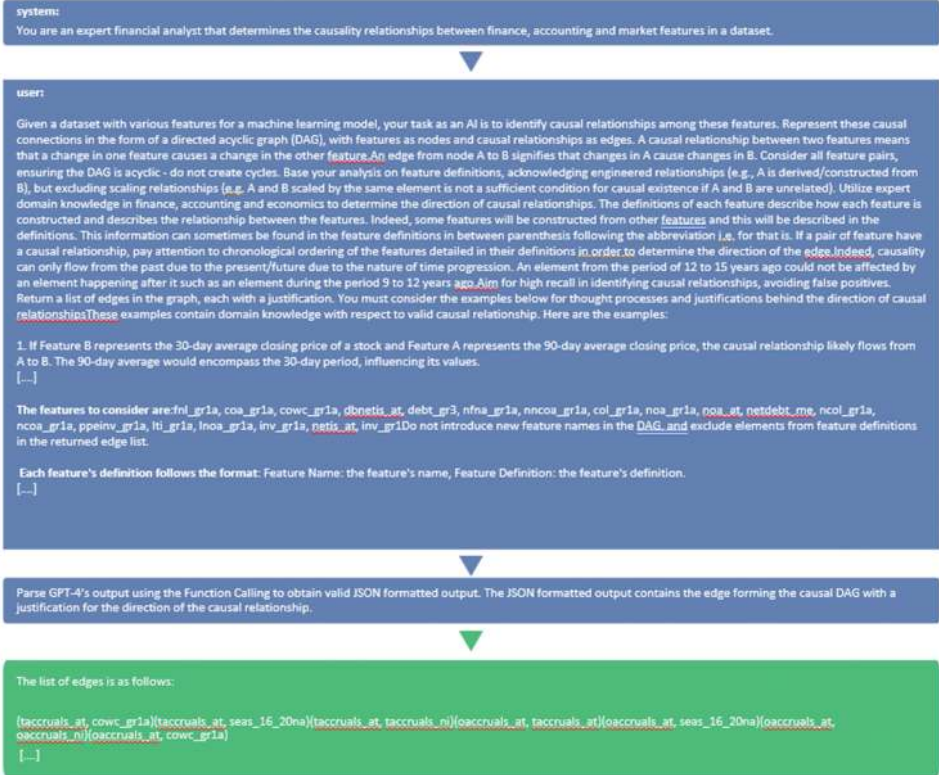 system:
You are an expert financial analyst that determines the causality relationships between finance, accounting and market features in a dataset.
user:
Given a dataset with various features for a machine learning model, your task as an AI is to identify causal relationships among these features. Represent these causal
connections in the form of a directed acyclic graph (DAG), with features as nodes and causal relationships as edges. A causal relationship between two features means
that a change in one feature causes a change in the other feature.An edge from node A to B signifies that changes in A cause changes in B. Consider all feature pairs,
ensuring the DAG is acyclic - do not create cycles. Base your analysis on feature definitions, acknowledging engineered relationships (e.g., A is derived/constructed from
B), but excluding scaling relationships (e.g. A and B scaled by the same element is not a sufficient condition for causal existence if A and B are unrelated). Utilize expert
domain knowledge in finance, accounting and economics to determine the direction of causal relationships. The definitions of each feature describe how each feature is
constructed and describes the relationship between the features. Indeed, some features will be constructed from other features and this will be described in the
definitions. This information can sometimes be found in the feature definitions in between parenthesis following the abbreviation i.e. for that is. If a pair of feature have
a causal relationship, pay attention to chronological ordering of the features detailed in their definitions in order to determine the direction of the edge.Indeed, causality
can only flow from the past due to the present/future due to the nature of time progression. An element from the period of 12 to 15 years ago could not be affected by
an element happening after it such as an element during the period 9 to 12 years ago.Aim for high recall in identifying causal relationships, avoiding false positives.
Return a list of edges in the graph, each with a justification. You must consider the examples below for thought processes and justifications behind the direction of causal
relationshipsThese examples contain domain knowledge with respect to valid causal relationship. Here are the examples:
1. If Feature B represents the 30-day average closing price of a stock and Feature A represents the 90-day average closing price, the causal relationship likely flows from
A to B. The 90-day average would encompass the 30-day period, influencing its values.
[....]
The features to consider are:fnl_gr1a, coa_gr1a, cowc_gr1a, dbnetis_at, debt_gr3, nfna_gr1a, nncoa_gr1a, col_gr1a, noa_gr1a, noa_at, netdebt_me, ncol_gr1a,
ncoa_gr1a, ppeinv_gr1a, lti_gr1a, lnoa_gr1a, inv_gr1a, netis_at, inv_gr1Do not introduce new feature names in the DAG, and exclude elements from feature definitions
in the returned edge list.
Each feature's definition follows the format: Feature Name: the feature's name, Feature Definition: the feature's definition.
[....]
Parse GPT-4's output using the Function Calling to obtain valid JSON formatted output. The JSON formatted output contains the edge forming the causal DAG with a
justification for the direction of the causal relationship.
The list of edges is as follows:
(taccruals_at, cowc_gr1a)(taccruals_at, seas_16_20na)(taccruals_at, taccruals_ni)(oaccruals_at, taccruals_at)(oaccruals_at, seas_16_20na)(oaccruals_at,
oaccruals_ni)(oaccruals_at, cowc_gr1a)
[....]